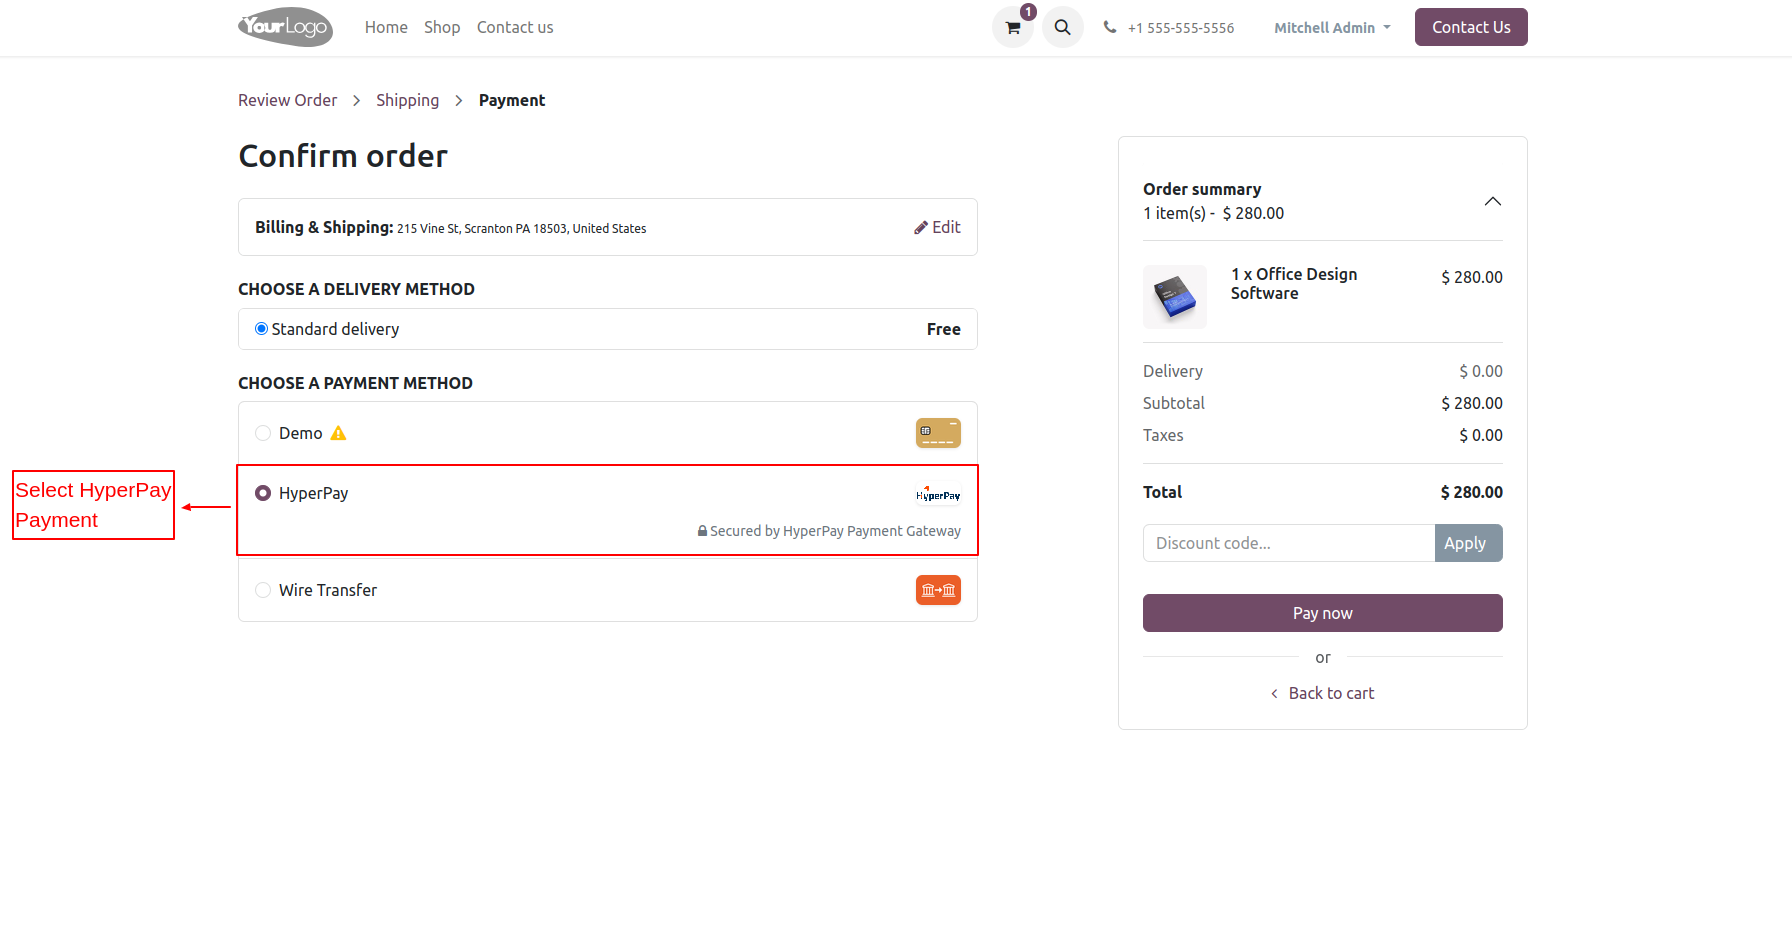 YourLogo
Home Shop Contact us
1
+1 555-555-5556
Mitchell Admin
Contact Us
Review Order > Shipping > Payment
Confirm order
Billing & Shipping: 215 Vine St, Scranton PA 18503, United States
Edit
CHOOSE A DELIVERY METHOD
Standard delivery
Free
CHOOSE A PAYMENT METHOD
Demo
Select HyperPay
Payment
HyperPay
HyperPay
Secured by HyperPay Payment Gateway
Wire Transfer
Order summary
1 item(s) - $ 280.00
1 x Office Design
Software
$ 280.00
Delivery $ 0.00
Subtotal $ 280.00
Taxes $ 0.00
Total $ 280.00
Discount code...
Apply
Pay now
or
< Back to cart